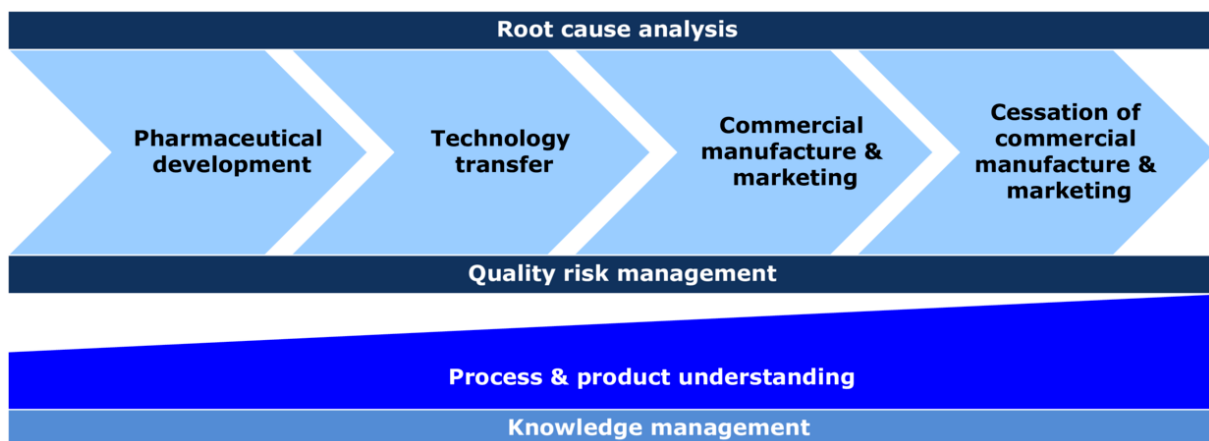 Root cause analysis
Pharmaceutical
development
Technology
transfer
Commercial
manufacture &
marketing
Cessation of
commercial
manufacture &
marketing
Quality risk management
Process & product understanding
Knowledge management